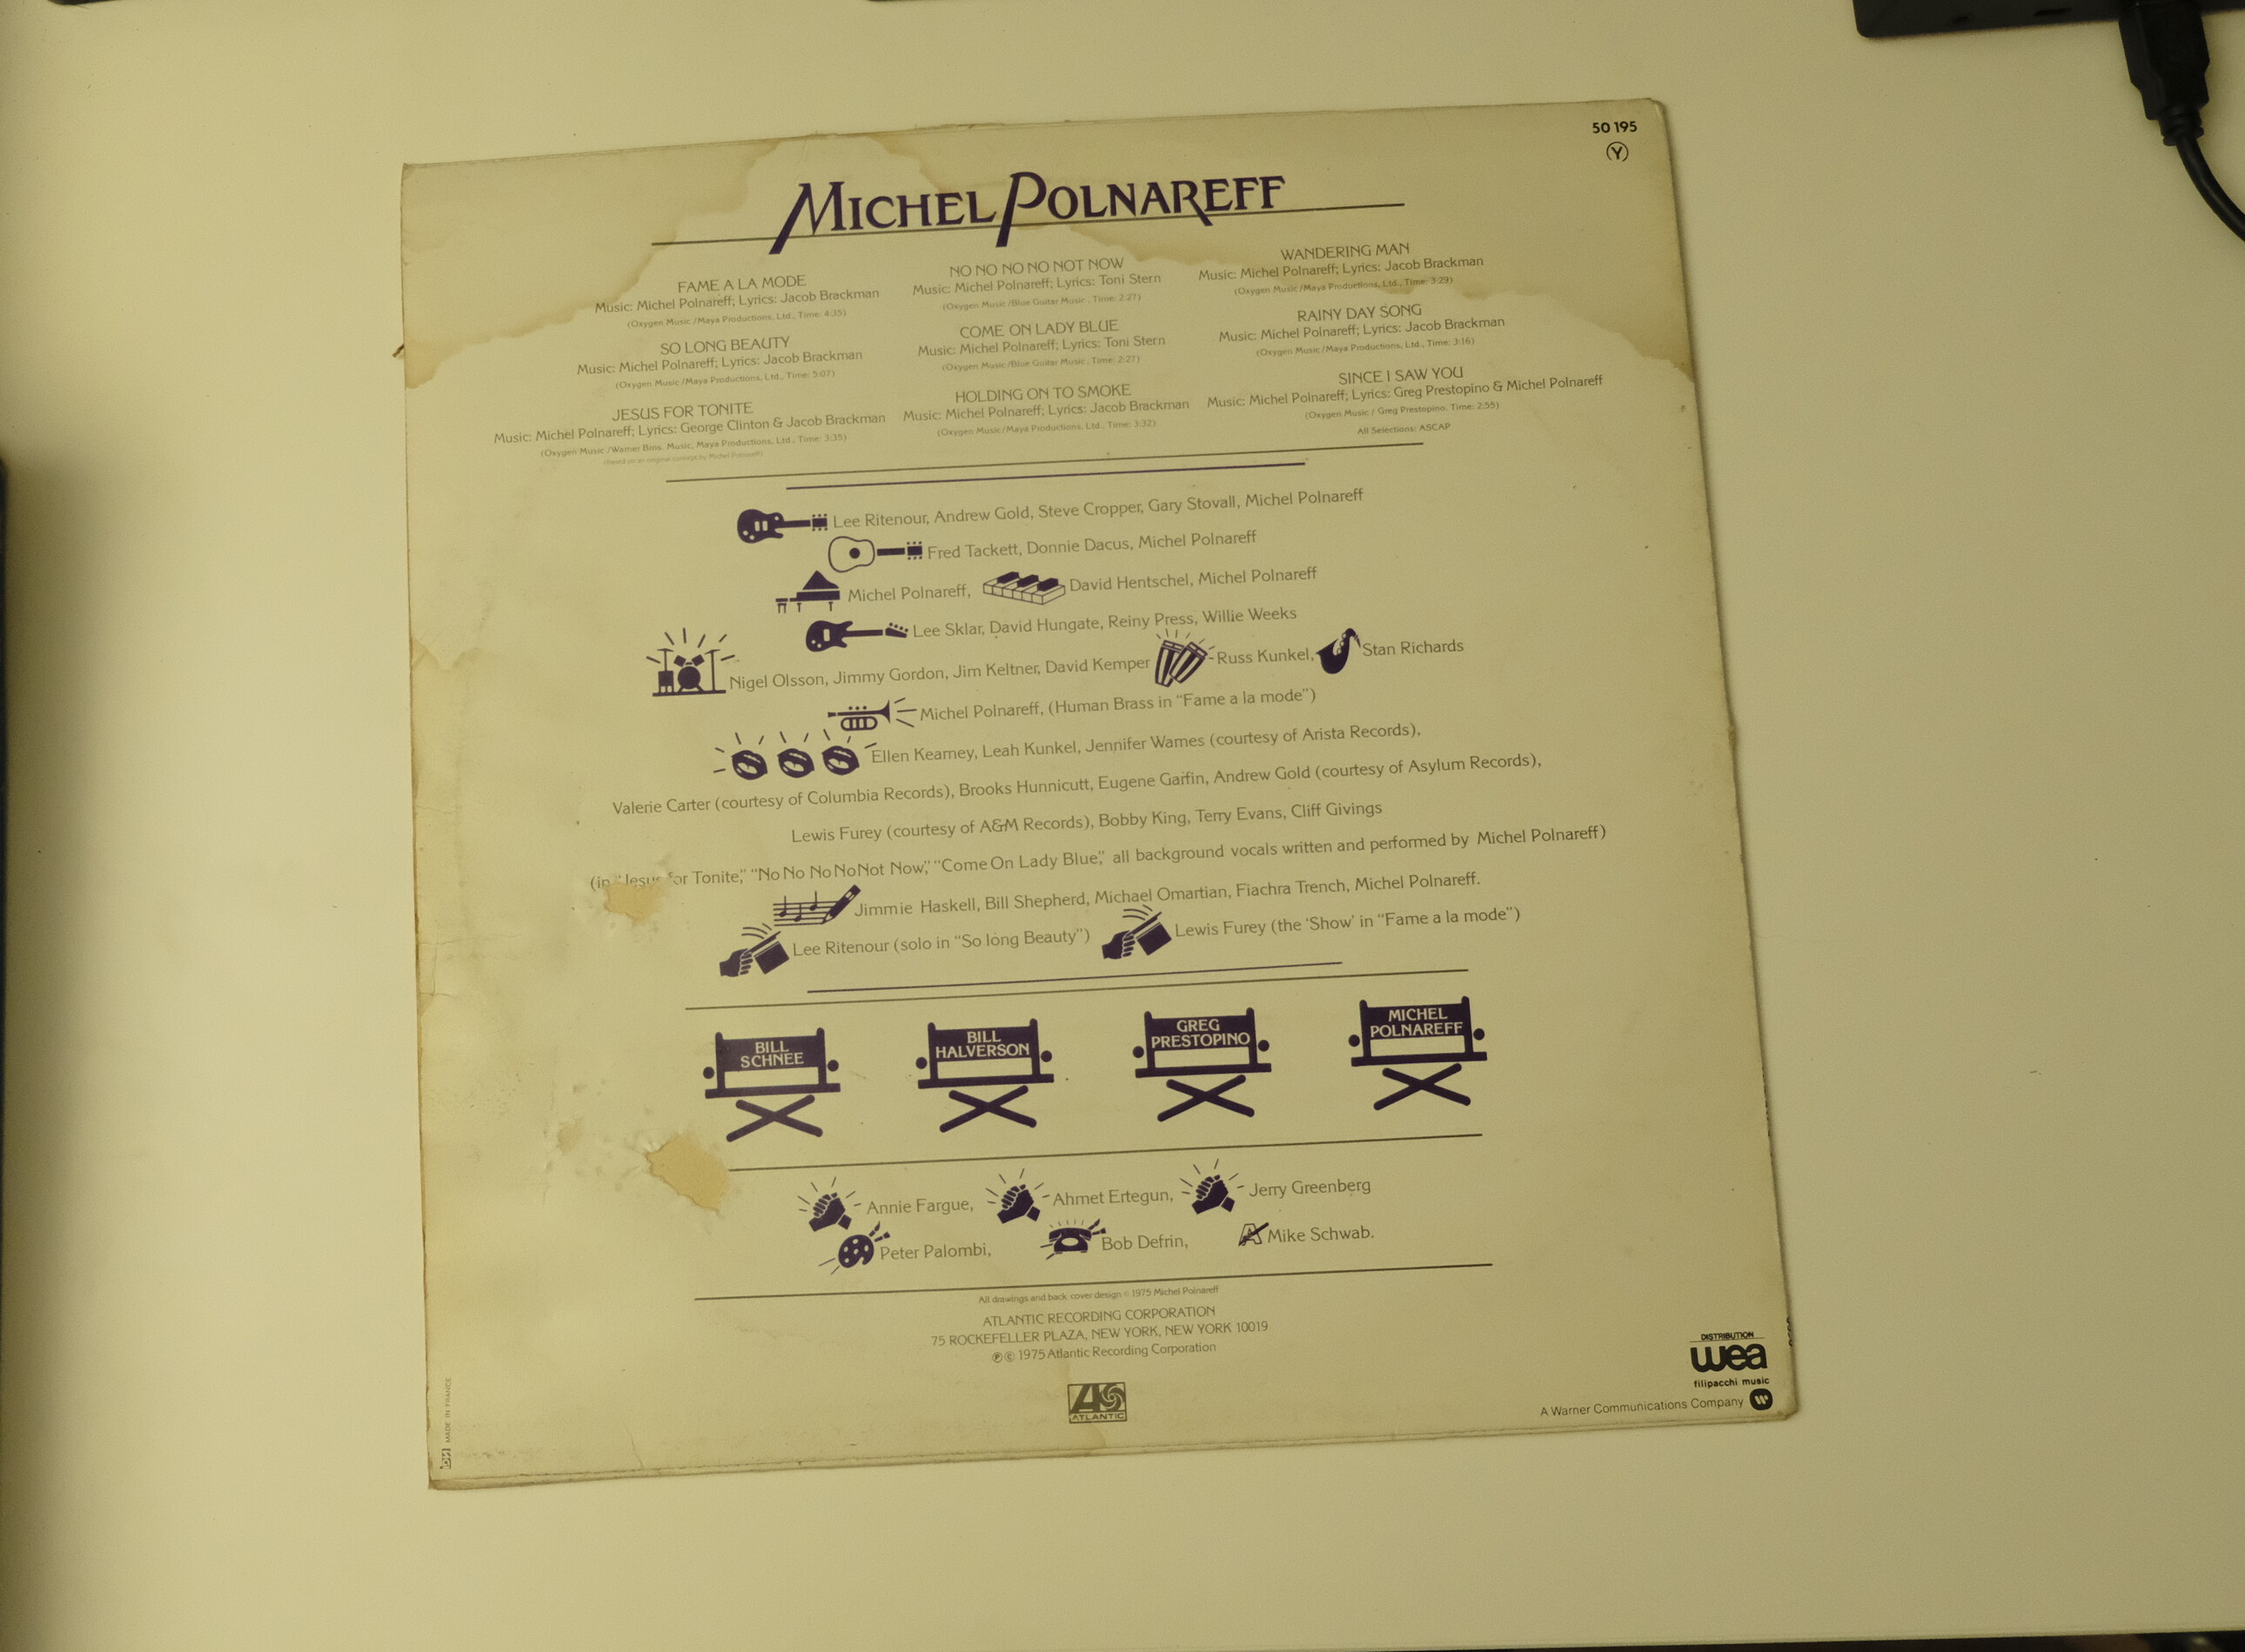 50 195
Y
MICHEL POLNAREFF
FAME A LA MODE
Music: Michel Polnareff; Lyrics: Jacob Brackman
(Oxygen Music/Maya Productions, Ltd., Time: 4:35)
SO LONG BEAUTY
Music: Michel Polnareff; Lyrics: Jacob Brackman
(Oxygen Music/Maya Productions, Ltd., Time: 5:07)
JESUS FOR TONITE
Music: Michel Polnareff; Lyrics: George Clinton & Jacob Brackman
(Oxygen Music/Warner Bros. Music, Maya Productions, Ltd., Time: 3:35)
(Based on an original concept by Michel Polnareff)
NO NO NO NO NOT NOW
Music: Michel Polnareff; Lyrics: Toni Stern
(Oxygen Music/Blue Guitar Music, Time: 2:27)
COME ON LADY BLUE
Music: Michel Polnareff; Lyrics: Toni Stern
(Oxygen Music/Blue Guitar Music, Time: 2:27)
HOLDING ON TO SMOKE
Music: Michel Polnareff; Lyrics: Jacob Brackman
(Oxygen Music/Maya Productions, Ltd., Time: 3:32)
WANDERING MAN
Music: Michel Polnareff; Lyrics: Jacob Brackman
(Oxygen Music/Maya Productions, Ltd., Time: 3:29)
RAINY DAY SONG
Music: Michel Polnareff; Lyrics: Jacob Brackman
(Oxygen Music/Maya Productions, Ltd., Time: 3:16)
SINCE I SAW YOU
Music: Michel Polnareff; Lyrics: Greg Prestopino & Michel Polnareff
(Oxygen Music / Greg Prestopino, Time: 2:55)
All Selections: ASCAP
Lee Ritenour, Andrew Gold, Steve Cropper, Gary Stovall, Michel Polnareff
Fred Tackett, Donnie Dacus, Michel Polnareff
Michel Polnareff, David Hentschel, Michel Polnareff
Lee Sklar, David Hungate, Reiny Press, Willie Weeks
Nigel Olsson, Jimmy Gordon, Jim Keltner, David Kemper Russ Kunkel, Stan Richards
Michel Polnareff, (Human Brass in "Fame a la mode")
Ellen Kearney, Leah Kunkel, Jennifer Warnes (courtesy of Arista Records),
Valerie Carter (courtesy of Columbia Records), Brooks Hunnicutt, Eugene Garfin, Andrew Gold (courtesy of Asylum Records),
Lewis Furey (courtesy of A&M Records), Bobby King, Terry Evans, Cliff Givings
(in "Jesus for Tonite," "No No No No Not Now," "Come On Lady Blue," all background vocals written and performed by Michel Polnareff)
Jimmie Haskell, Bill Shepherd, Michael Omartian, Fiachra Trench, Michel Polnareff.
Lee Ritenour (solo in "So long Beauty") Lewis Furey (the 'Show' in "Fame a la mode")
BILL SCHNEE
BILL HALVERSON
GREG PRESTOPINO
MICHEL POLNAREFF
Annie Fargue, Ahmet Ertegun, Jerry Greenberg
Peter Palombi, Bob Defrin, Mike Schwab.
All drawings and back cover design © 1975 Michel Polnareff
ATLANTIC RECORDING CORPORATION
75 ROCKEFELLER PLAZA, NEW YORK, NEW YORK 10019
℗ © 1975 Atlantic Recording Corporation
ATLANTIC
MADE IN FRANCE
DISTRIBUTION
wea
filipacchi music
A Warner Communications Company